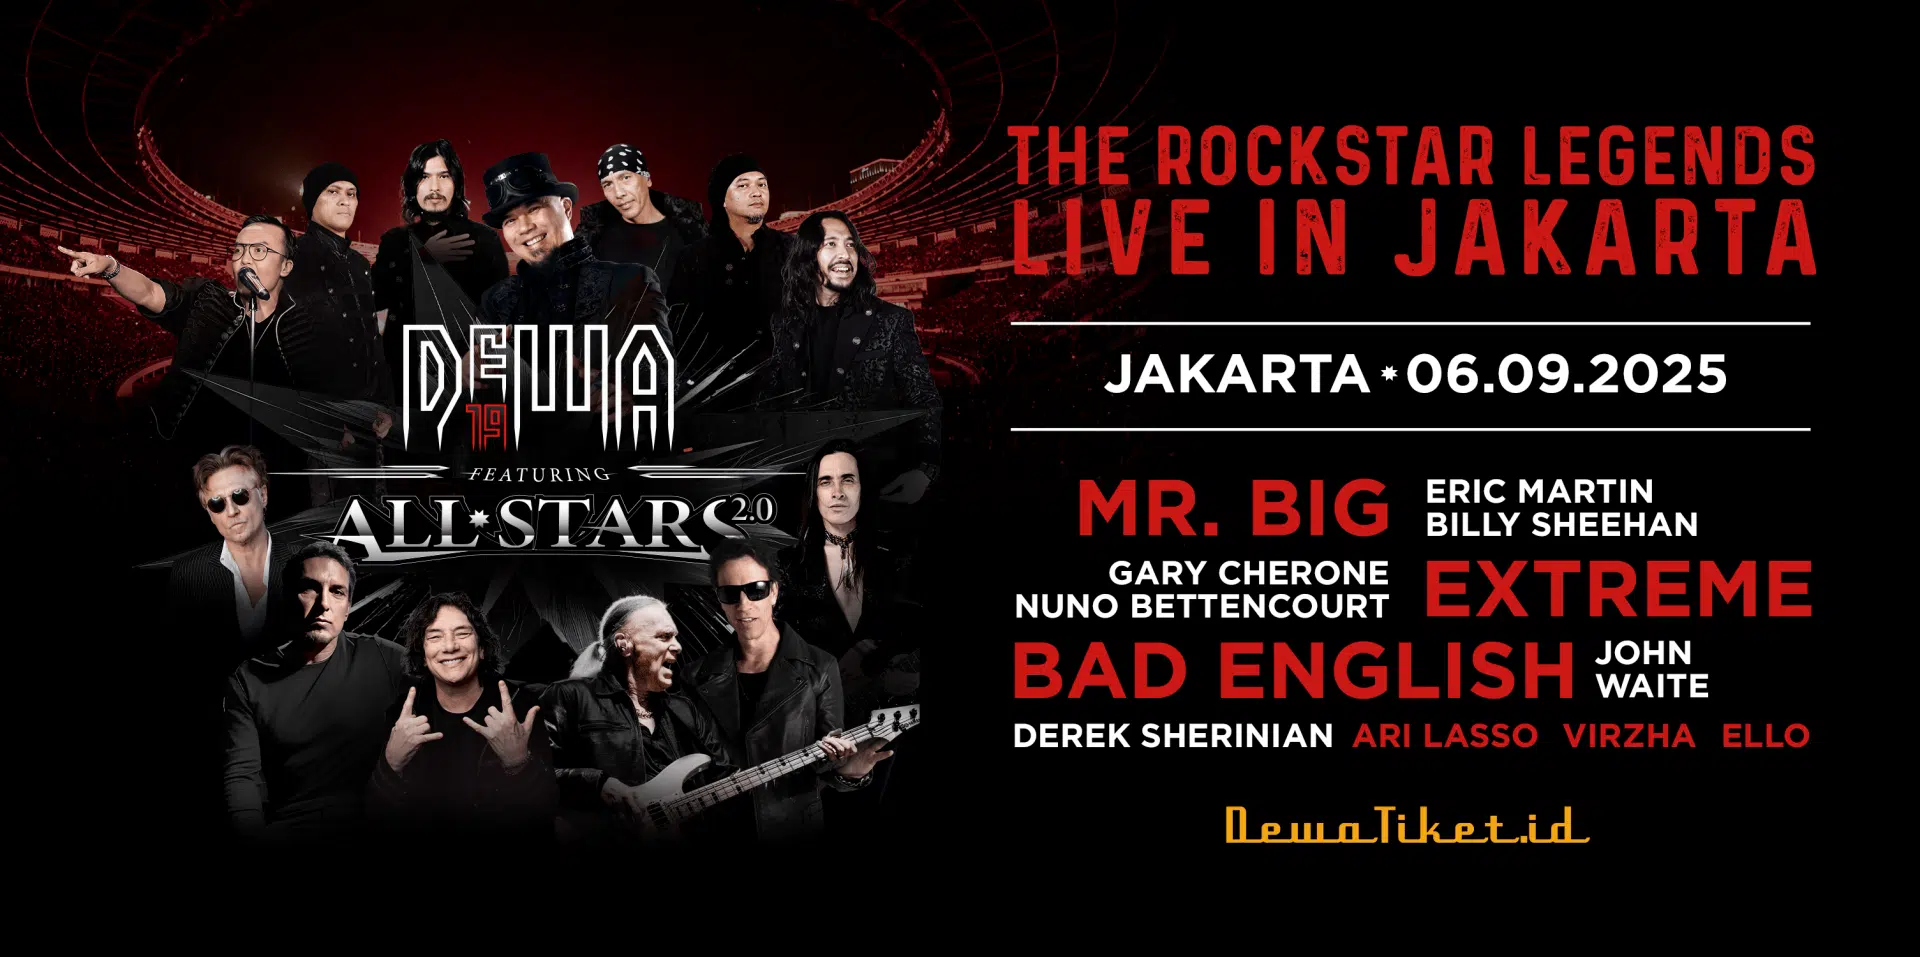 DEWA
19
FEATURING
ALL STARS 2.0
THE ROCKSTAR LEGENDS
LIVE IN JAKARTA
JAKARTA * 06.09.2025
MR. BIG
ERIC MARTIN
BILLY SHEEHAN
GARY CHERONE
NUNO BETTENCOURT
EXTREME
BAD ENGLISH
JOHN
WAITE
DEREK SHERINIAN ARI LASSO VIRZHA ELLO
DewaTiket.id